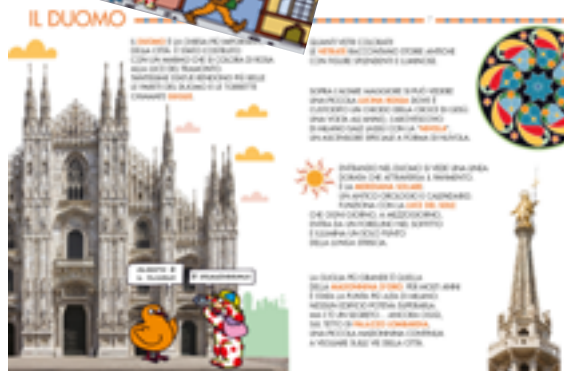 IL DUOMO
IL DUOMO È LA CHIESA PIÙ IMPORTANTE
DELLA CITTÀ. È STATO COSTRUITO
CON UN MARMO CHE SI COLORA DI ROSA
ALLA LUCE DEL TRAMONTO.
TANTISSIME STATUE RENDONO PIÙ BELLE
LE PARETI DEL DUOMO E LE TORRETTE
CHIAMATE GUGLIE.
QUANTI VETRI COLORATI!
LE VETRATE RACCONTANO STORIE ANTICHE
CON FIGURE SPLENDENTI E LUMINOSE.
SOPRA L'ALTARE MAGGIORE SI PUÒ VEDERE
UNA PICCOLA LUCINA ROSSA DOVE È
CUSTODITO UN CHIODO DELLA CROCE DI GESÙ.
UNA VOLTA ALL'ANNO, L'ARCIVESCOVO
DI MILANO SALE LASSÙ CON LA "NIVOLA",
UN ASCENSORE SPECIALE A FORMA DI NUVOLA.
ENTRANDO NEL DUOMO SI VEDE UNA LINEA
DORATA CHE ATTRAVERSA IL PAVIMENTO.
È LA MERIDIANA SOLARE,
UN ANTICO OROLOGIO E CALENDARIO.
FUNZIONA CON LA LUCE DEL SOLE
CHE OGNI GIORNO, A MEZZOGIORNO,
ENTRA DA UN FORELLINO NEL SOFFITTO
E ILLUMINA UN SOLO PUNTO
DELLA LUNGA STRISCIA.
LA GUGLIA PIÙ GRANDE È QUELLA
DELLA MADONNINA D'ORO. PER MOLTI ANNI
È STATA LA PUNTA PIÙ ALTA DI MILANO.
NESSUN EDIFICIO POTEVA SUPERARLA.
MA C'È UN SEGRETO... ANCORA OGGI,
SUL TETTO DI PALAZZO LOMBARDIA,
UNA PICCOLA MADONNINA CONTINUA
A VEGLIARE SULLE VIE DELLA CITTÀ.